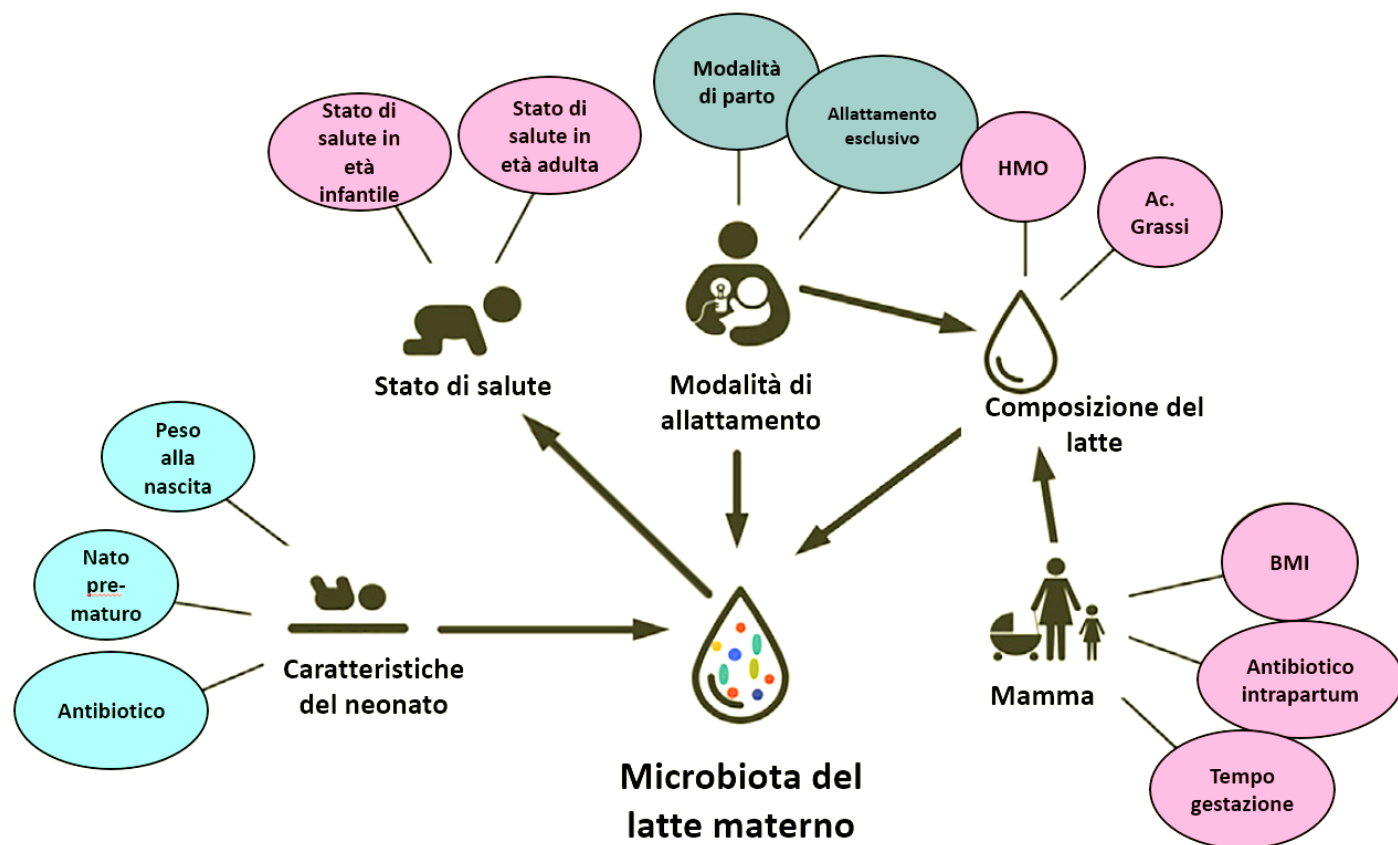 Modalità
di parto
Stato di
salute in
età
infantile
Stato di
salute in
età adulta
Allattamento
esclusivo
HMO
Ac.
Grassi
Stato di salute
Modalità di
allattamento
Composizione del
latte
Peso
alla
nascita
Nato
pre-
maturo
Antibiotico
Caratteristiche
del neonato
BMI
Antibiotico
intrapartum
Tempo
gestazione
Mamma
Microbiota del
latte materno